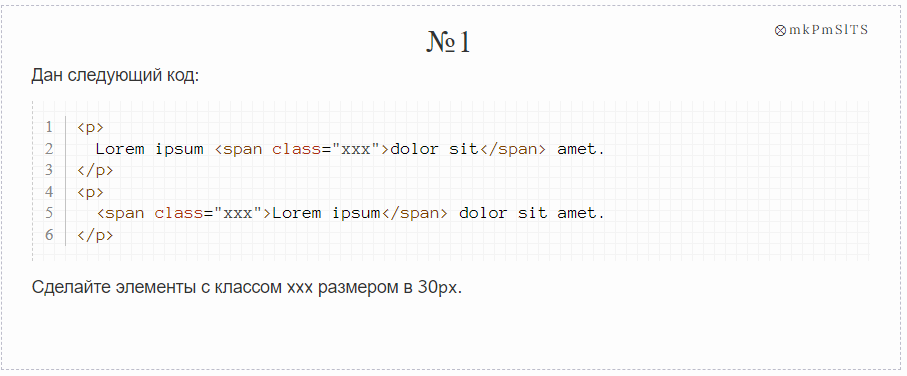 ⊗mkPmSlTS
№1
Дан следующий код:
1 <p>
2   Lorem ipsum <span class="xxx">dolor sit</span> amet.
3 </p>
4 <p>
5   <span class="xxx">Lorem ipsum</span> dolor sit amet.
6 </p>
Сделайте элементы с классом xxx размером в 30px.